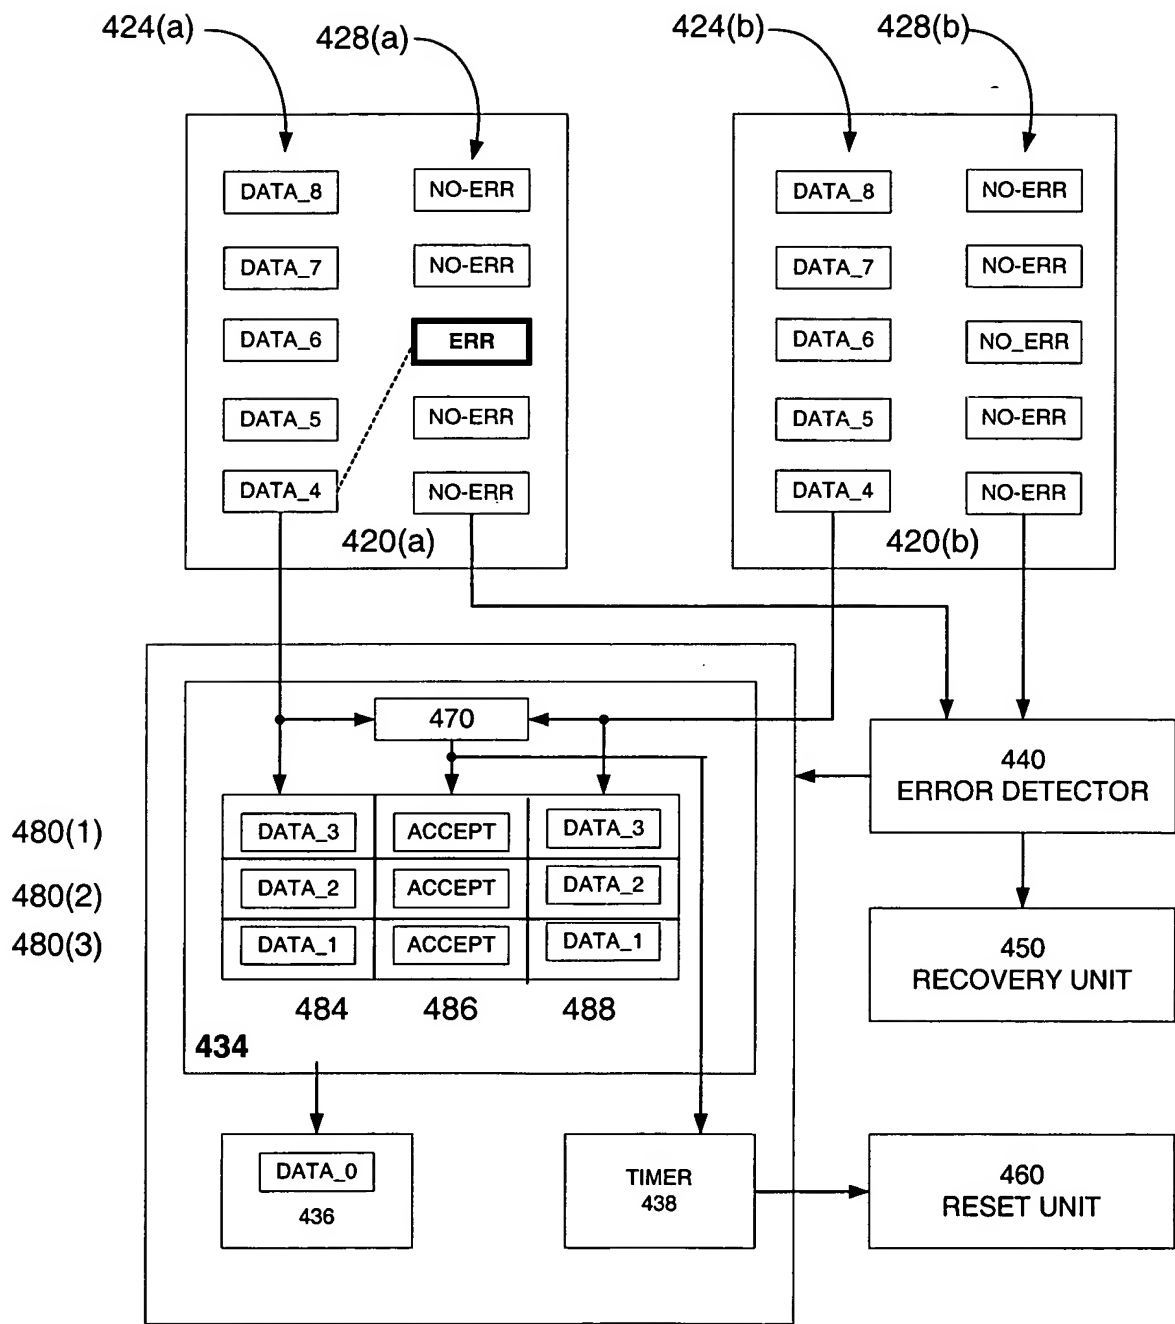 424(a)
428(a)
424(b)
428(b)
DATA_8
NO-ERR
DATA_8
NO-ERR
DATA_7
NO-ERR
DATA_7
NO-ERR
DATA_6
ERR
DATA_6
NO_ERR
DATA_5
NO-ERR
DATA_5
NO-ERR
DATA_4
NO-ERR
DATA_4
NO-ERR
420(a)
420(b)
470
440
ERROR DETECTOR
480(1)
DATA_3
ACCEPT
DATA_3
480(2)
DATA_2
ACCEPT
DATA_2
480(3)
DATA_1
ACCEPT
DATA_1
450
RECOVERY UNIT
484
486
488
434
DATA_0
436
TIMER
438
460
RESET UNIT